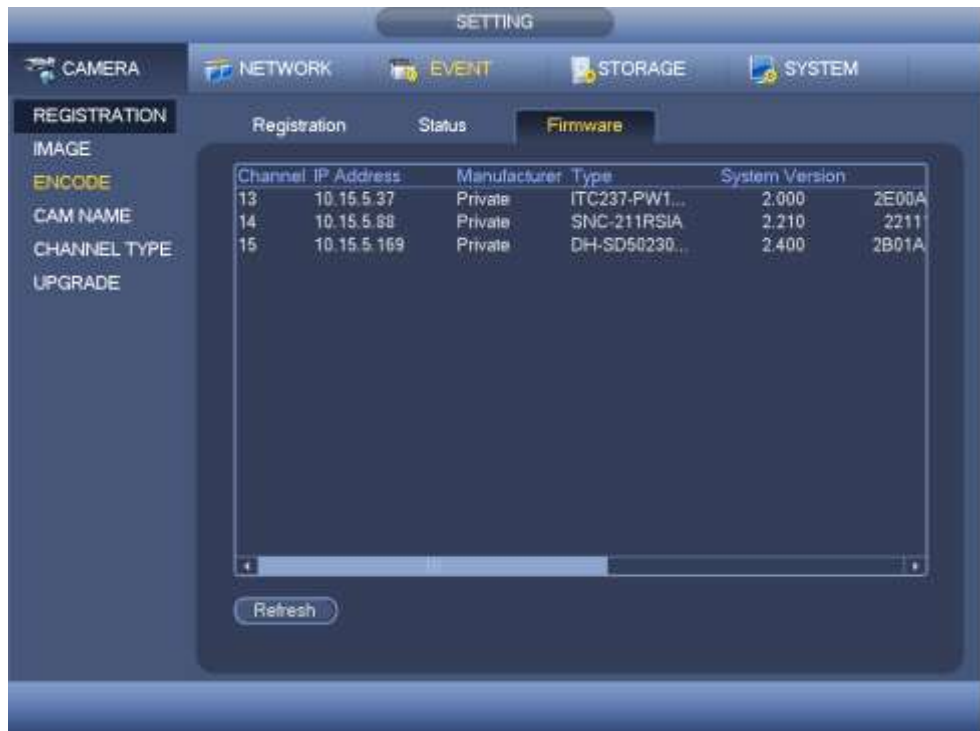 SETTING
CAMERA NETWORK EVENT STORAGE SYSTEM
REGISTRATION
IMAGE
ENCODE
CAM NAME
CHANNEL TYPE
UPGRADE
Registration Status Firmware
Channel IP Address Manufacturer Type System Version
13 10.15.5.37 Private ITC237-PW1... 2.000 2E00A
14 10.15.5.88 Private SNC-211RSIA 2.210 2211
15 10.15.5.169 Private DH-SD50230... 2.400 2B01A
Refresh